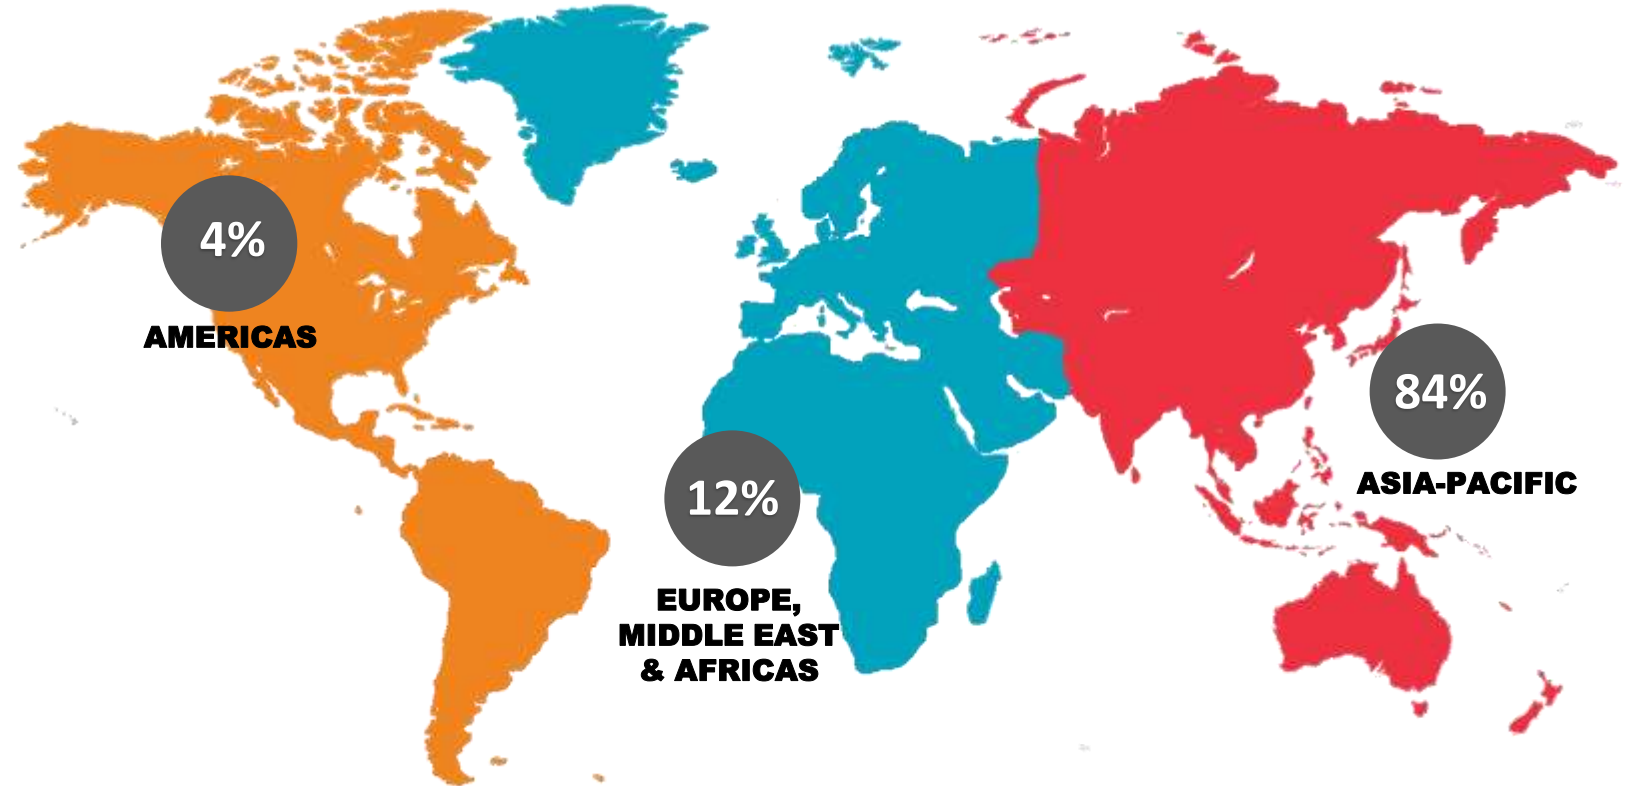 4%
AMERICAS
12%
EUROPE,
MIDDLE EAST
& AFRICAS
84%
ASIA-PACIFIC